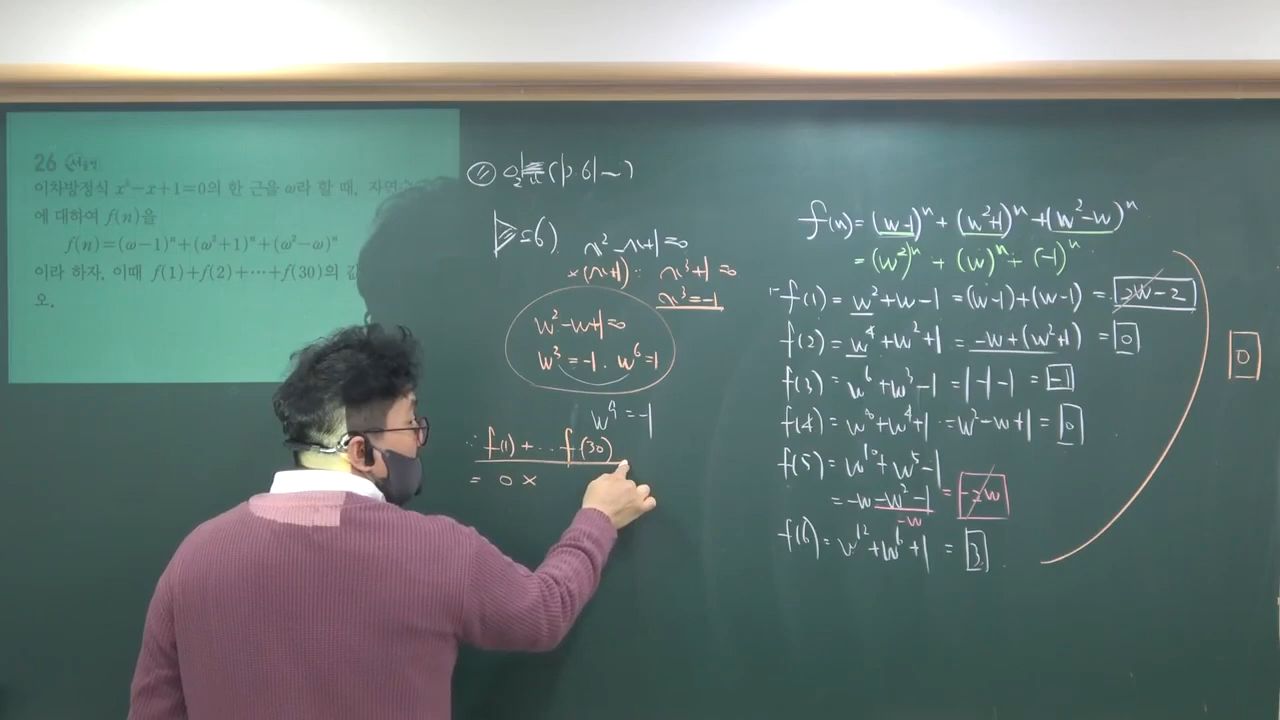 26 서술형
이차방정식 x²-x+1=0의 한 근을 ω라 할 때, 자연수
에 대하여 f(n)을
f(n)=(ω-1)ⁿ+(ω²+1)ⁿ+(ω²-ω)ⁿ
이라 하자. 이때 f(1)+f(2)+⋯+f(30)의 값
오.
x²-x+1=0
×(x+1): x³+1=0
x³=-1
w²-w+1=0
w³=-1. w⁶=1
w⁹=-1
∴ f(1)+⋯f(30)
= 0×
f(n)=(w-1)ⁿ+(w²+1)ⁿ+(w²-w)ⁿ
=(w²)ⁿ+(w)ⁿ+(-1)ⁿ
f(1)=w²+w-1=(w-1)+(w-1)=2w-2
f(2)=w⁴+w²+1=-w+(w²+1)=0
f(3)=w⁶+w³-1=1-1-1=-1
f(4)=w⁸+w⁴+1=w²-w+1=0
f(5)=w¹⁰+w⁵-1
=-w-w²-1=-2w
-w
f(6)=w¹²+w⁶+1=3
0